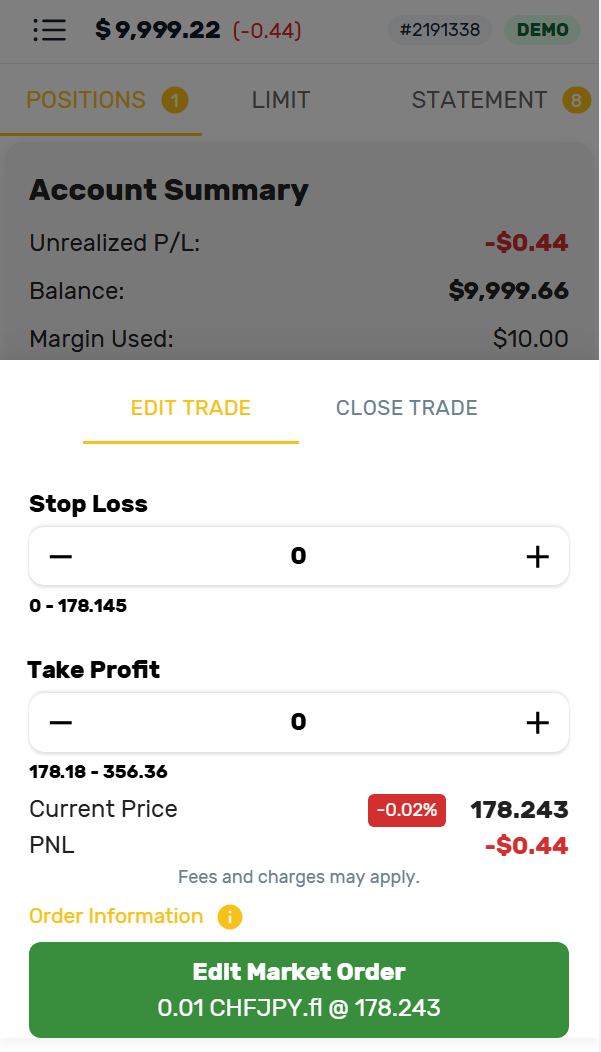 $ 9,999.22 (-0.44) #2191338 DEMO
POSITIONS 1 LIMIT STATEMENT 8
Account Summary
Unrealized P/L: -$0.44
Balance: $9,999.66
Margin Used: $10.00
EDIT TRADE CLOSE TRADE
Stop Loss
0
0 - 178.145
Take Profit
0
178.18 - 356.36
Current Price -0.02% 178.243
PNL -$0.44
Fees and charges may apply.
Order Information i
Edit Market Order
0.01 CHFJPY.fl @ 178.243